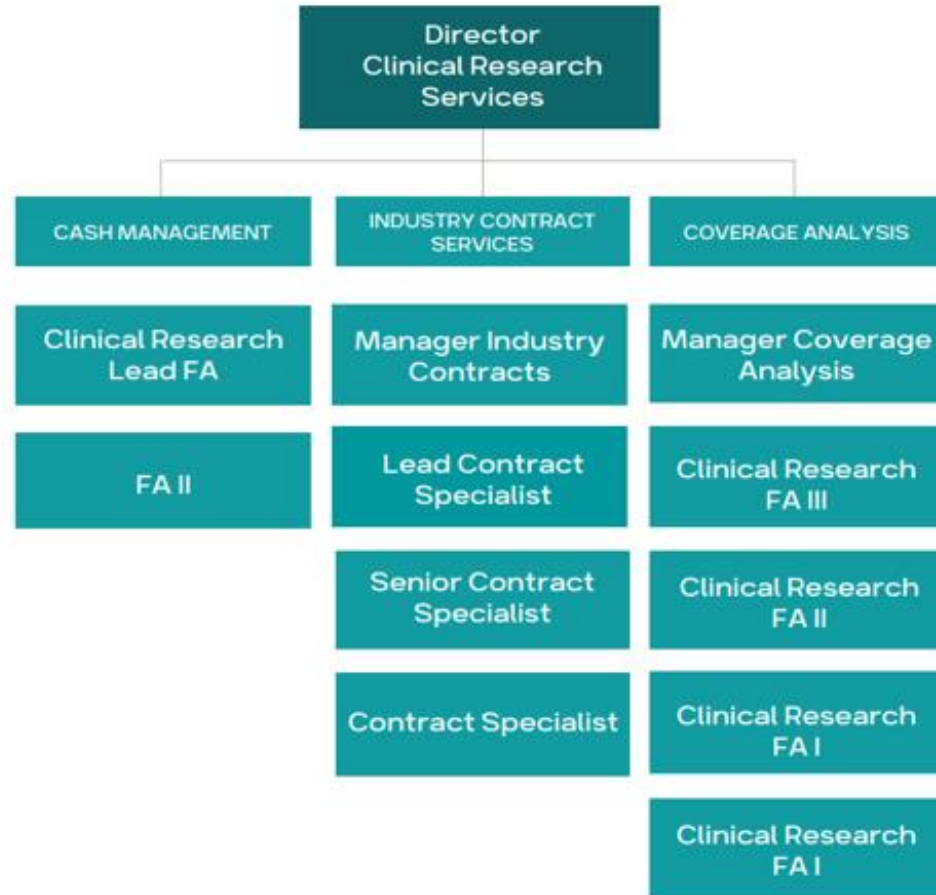 Director
Clinical Research
Services
CASH MANAGEMENT
INDUSTRY CONTRACT
SERVICES
COVERAGE ANALYSIS
Clinical Research
Lead FA
Manager Industry
Contracts
Manager Coverage
Analysis
FA II
Lead Contract
Specialist
Clinical Research
FA III
Senior Contract
Specialist
Clinical Research
FA II
Contract Specialist
Clinical Research
FA I
Clinical Research
FA I